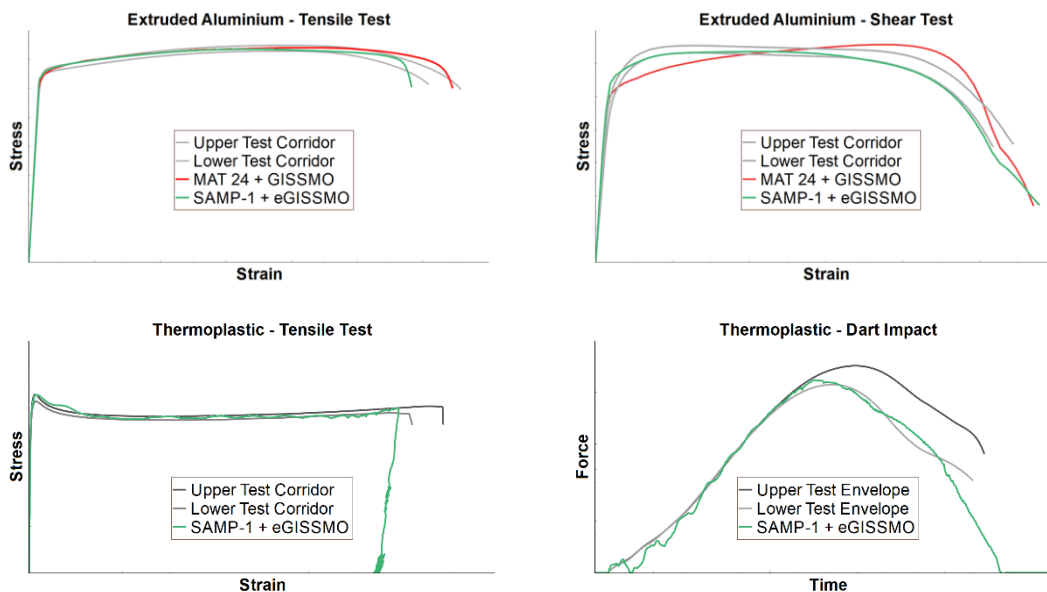 Extruded Aluminium - Tensile Test
Stress
Upper Test Corridor
Lower Test Corridor
MAT 24 + GISSMO
SAMP-1 + eGISSMO
Strain
Extruded Aluminium - Shear Test
Stress
Upper Test Corridor
Lower Test Corridor
MAT 24 + GISSMO
SAMP-1 + eGISSMO
Strain
Thermoplastic - Tensile Test
Stress
Upper Test Corridor
Lower Test Corridor
SAMP-1 + eGISSMO
Strain
Thermoplastic - Dart Impact
Force
Upper Test Envelope
Lower Test Envelope
SAMP-1 + eGISSMO
Time